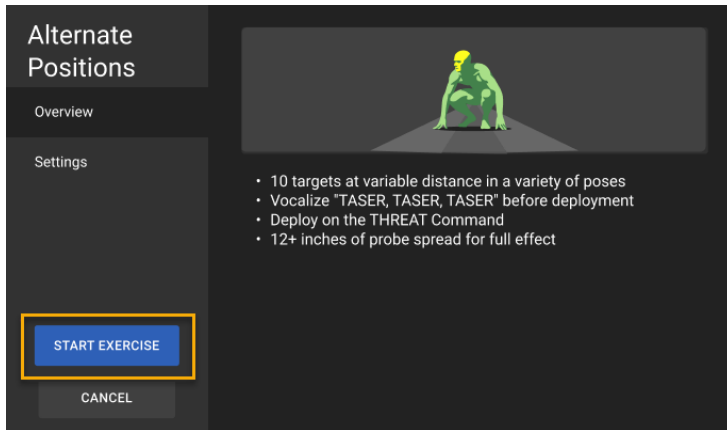 Alternate
Positions
Overview
Settings
START EXERCISE
CANCEL
• 10 targets at variable distance in a variety of poses
• Vocalize "TASER, TASER, TASER" before deployment
• Deploy on the THREAT Command
• 12+ inches of probe spread for full effect